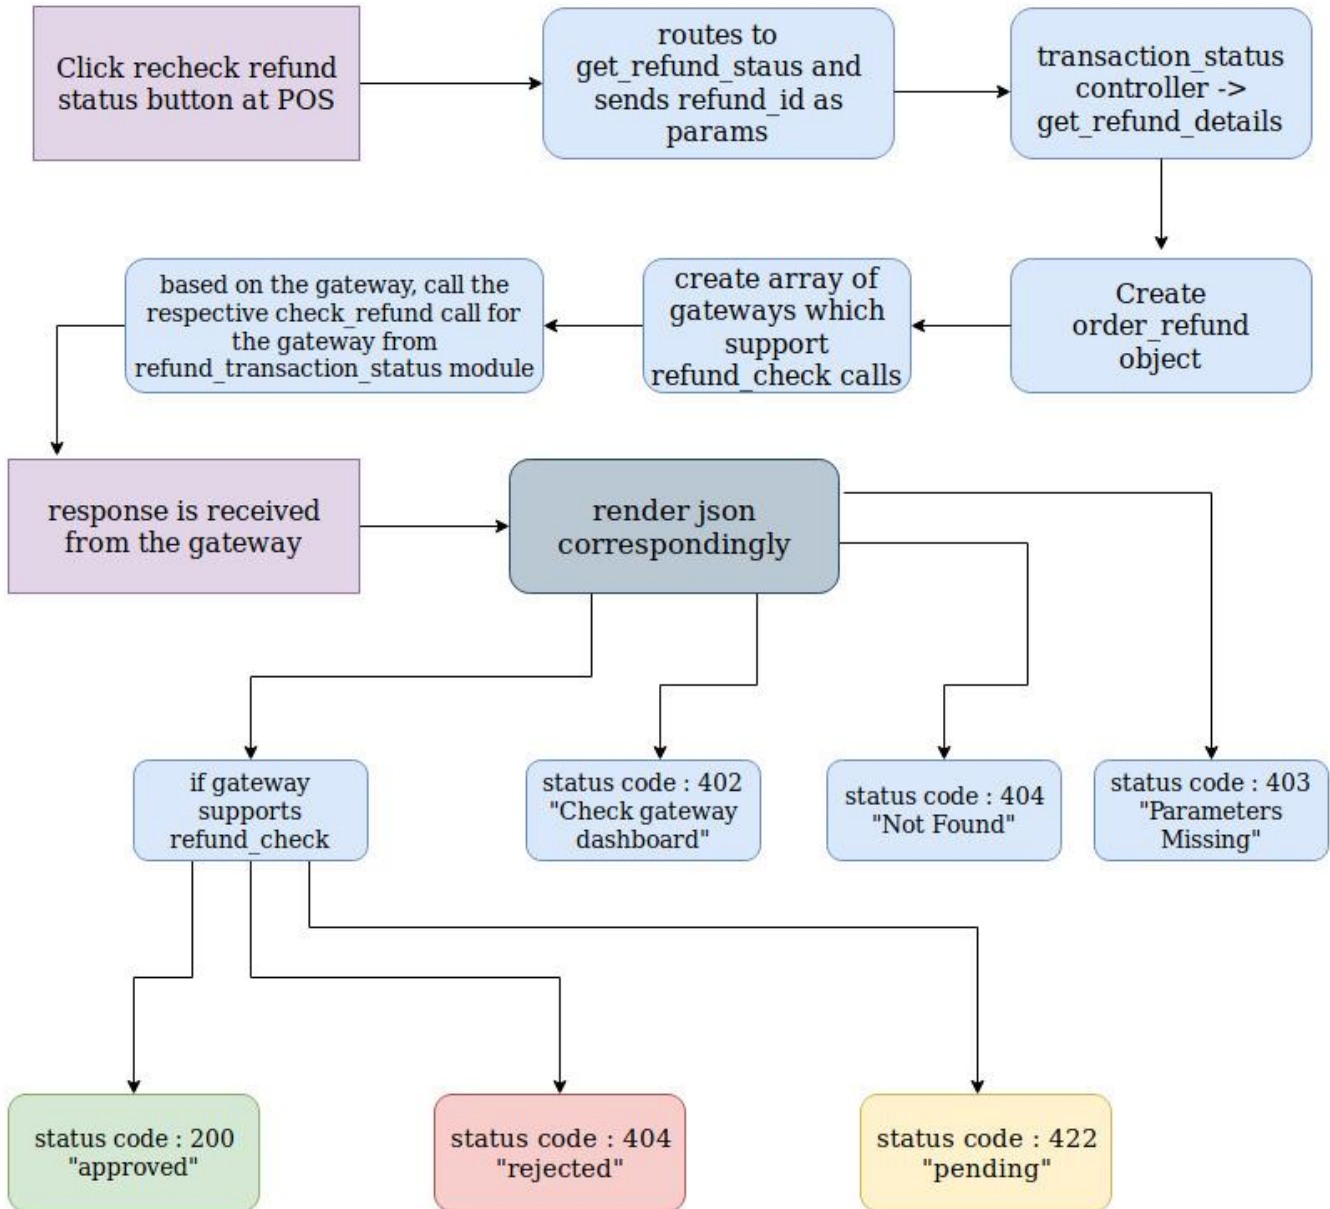 Click recheck refund
status button at POS
routes to
get_refund_staus and
sends refund_id as
params
transaction_status
controller ->
get_refund_details
based on the gateway, call the
respective check_refund call for
the gateway from
refund_transaction_status module
create array of
gateways which
support
refund_check calls
Create
order_refund
object
response is received
from the gateway
render json
correspondingly
if gateway
supports
refund_check
status code : 402
"Check gateway
dashboard"
status code : 404
"Not Found"
status code : 403
"Parameters
Missing"
status code : 200
"approved"
status code : 404
"rejected"
status code : 422
"pending"